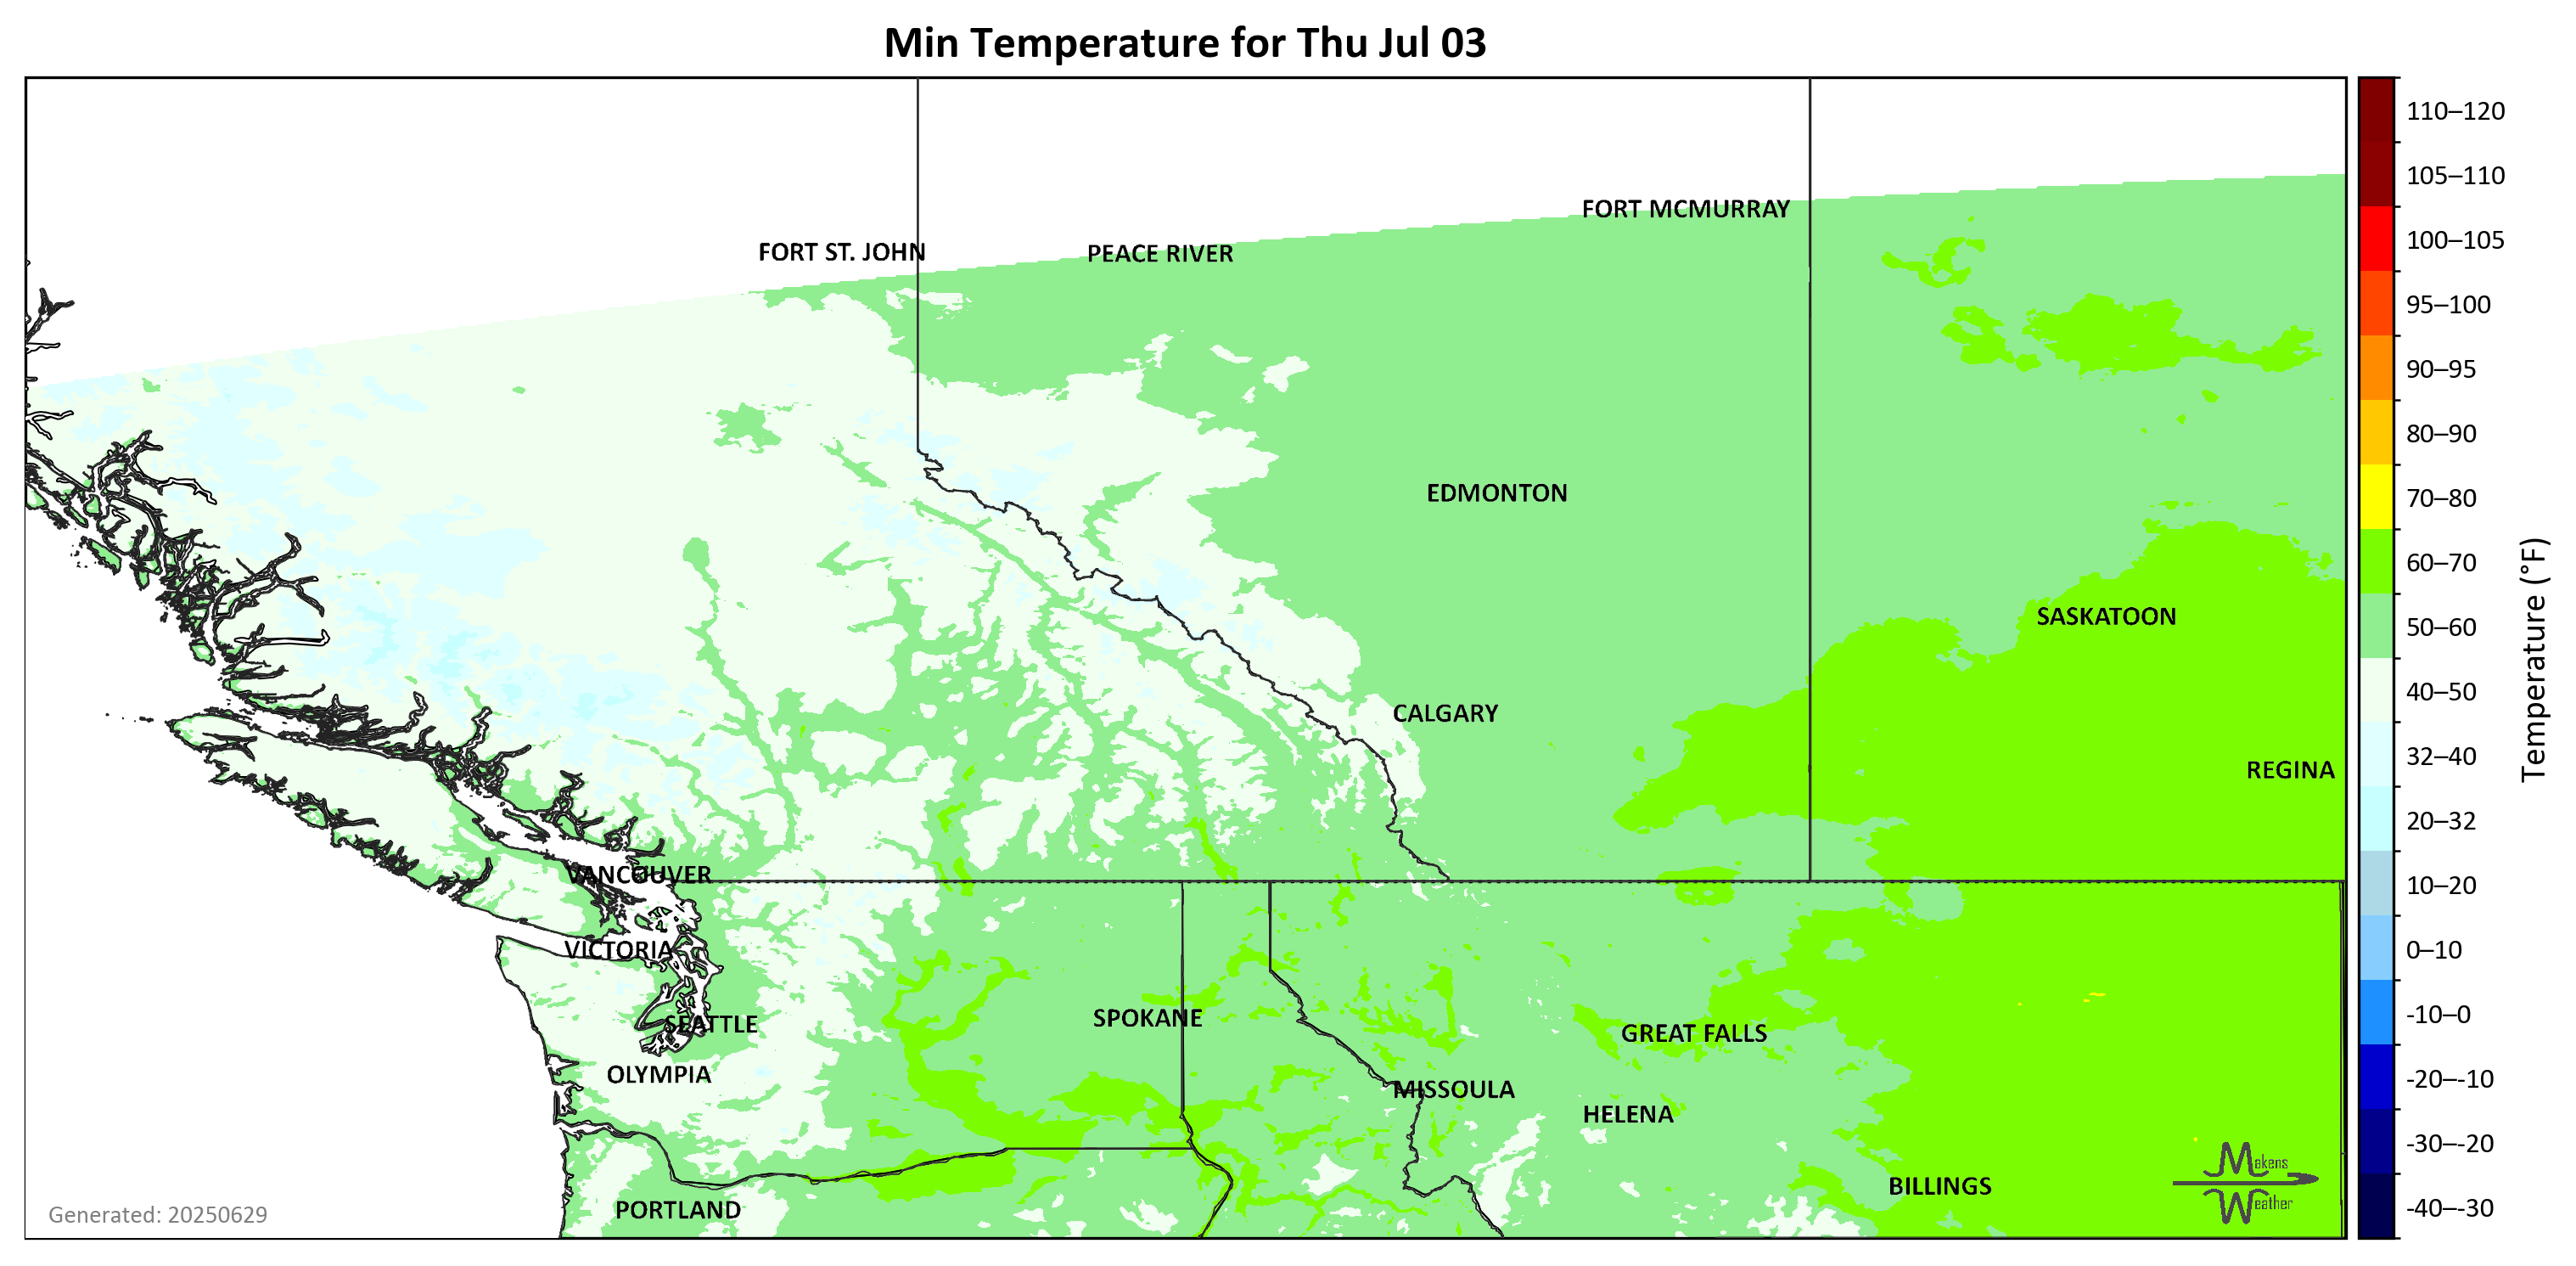 Min Temperature for Thu Jul 03
110–120
105–110
FORT MCMURRAY
100–105
FORT ST. JOHN
PEACE RIVER
95–100
90–95
80–90
EDMONTON
70–80
60–70
SASKATOON
50–60
Temperature (°F)
40–50
CALGARY
32–40
REGINA
20–32
VANCOUVER
10–20
VICTORIA
0–10
SPOKANE
-10–0
SEATTLE
GREAT FALLS
OLYMPIA
-20–-10
MISSOULA
HELENA
-30–-20
Makens
Weather
BILLINGS
PORTLAND
-40–-30
Generated: 20250629